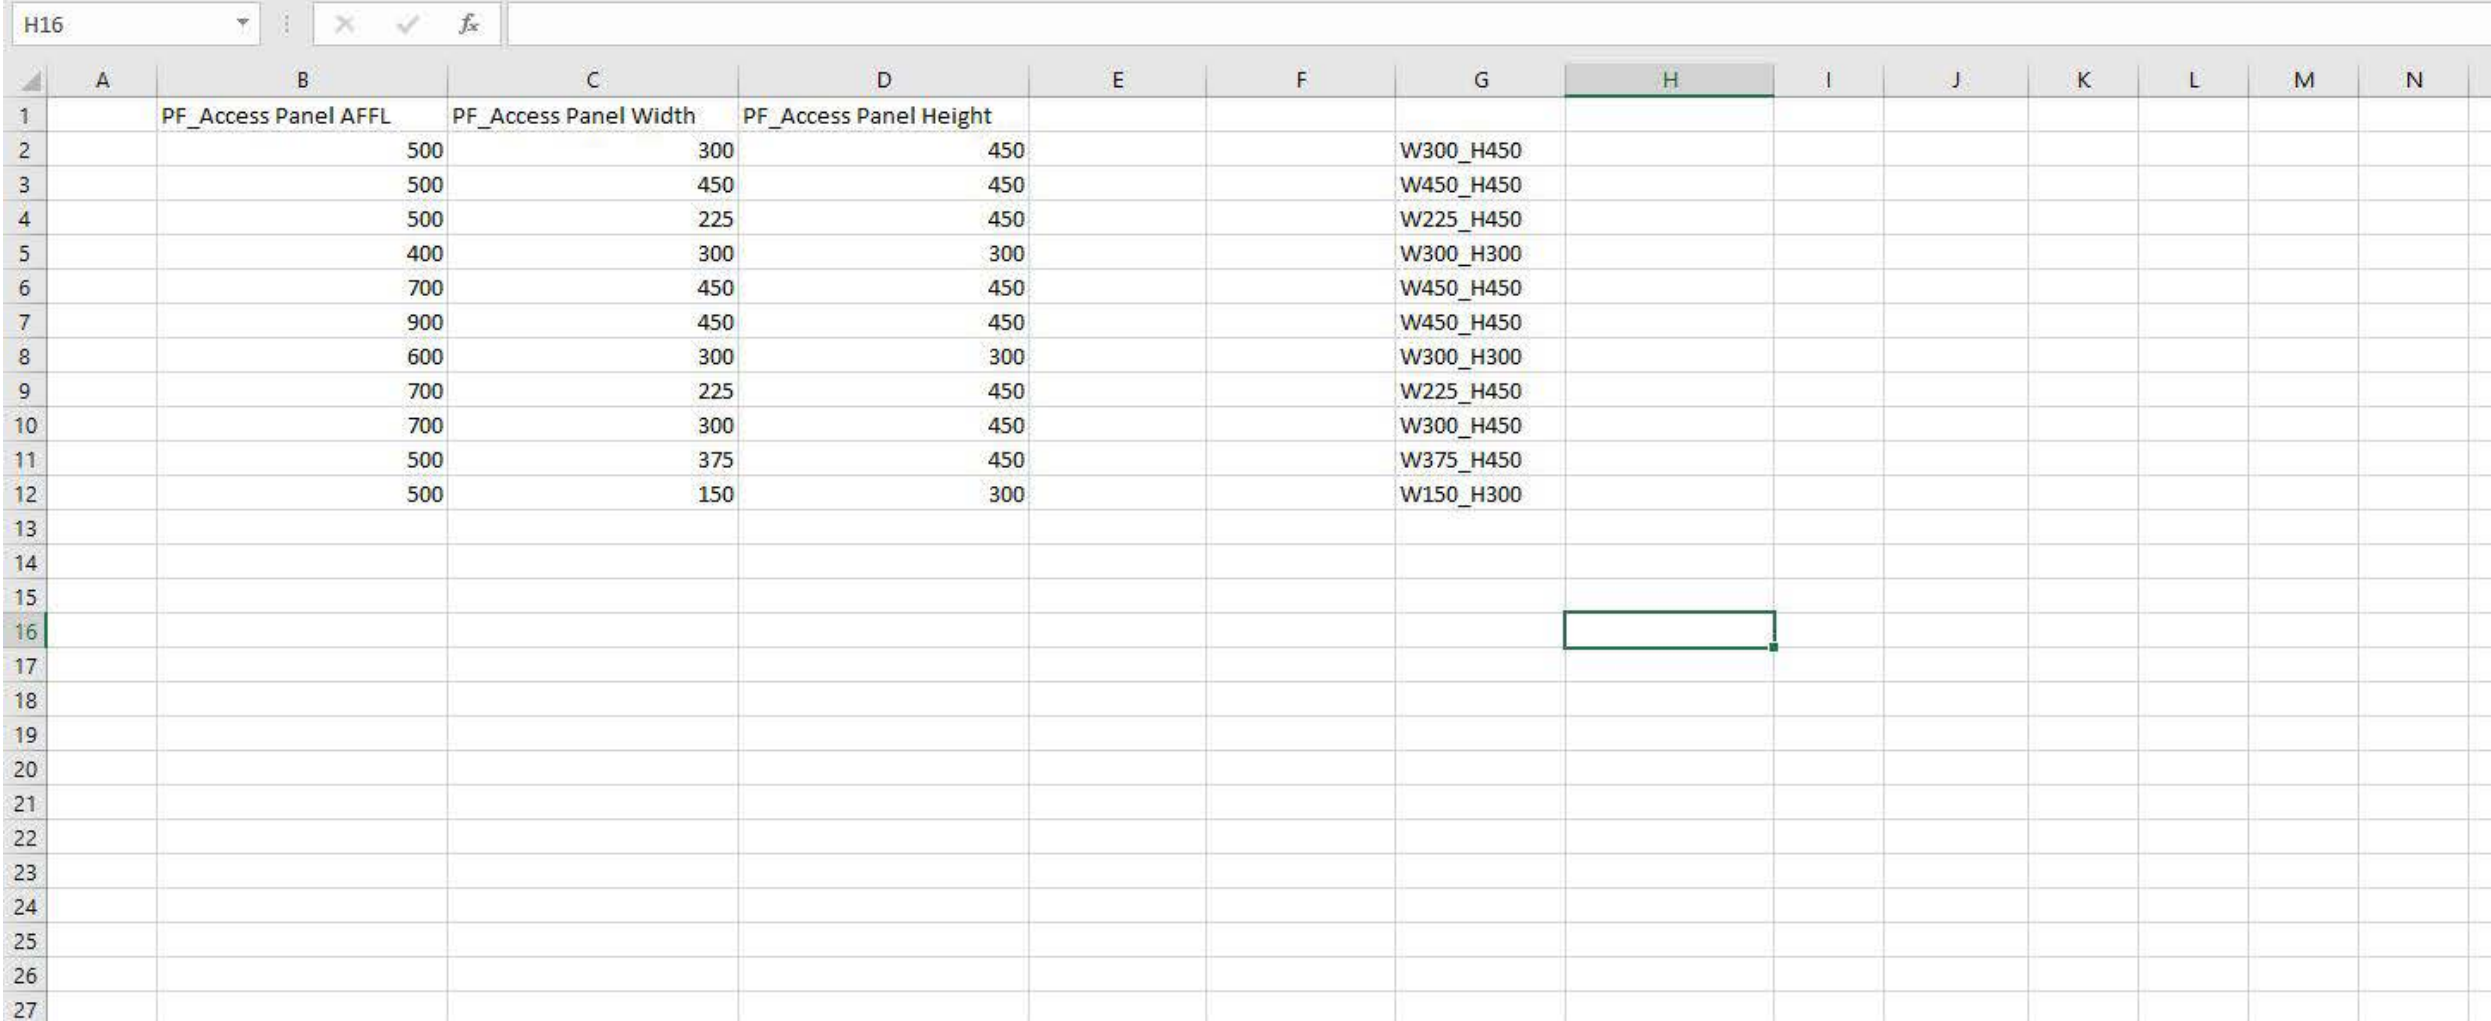 H16 fx
A B C D E F G H I J K L M N
1 PF_Access Panel AFFL PF_Access Panel Width PF_Access Panel Height
2 500 300 450 W300_H450
3 500 450 450 W450_H450
4 500 225 450 W225_H450
5 400 300 300 W300_H300
6 700 450 450 W450_H450
7 900 450 450 W450_H450
8 600 300 300 W300_H300
9 700 225 450 W225_H450
10 700 300 450 W300_H450
11 500 375 450 W375_H450
12 500 150 300 W150_H300
13
14
15
16
17
18
19
20
21
22
23
24
25
26
27